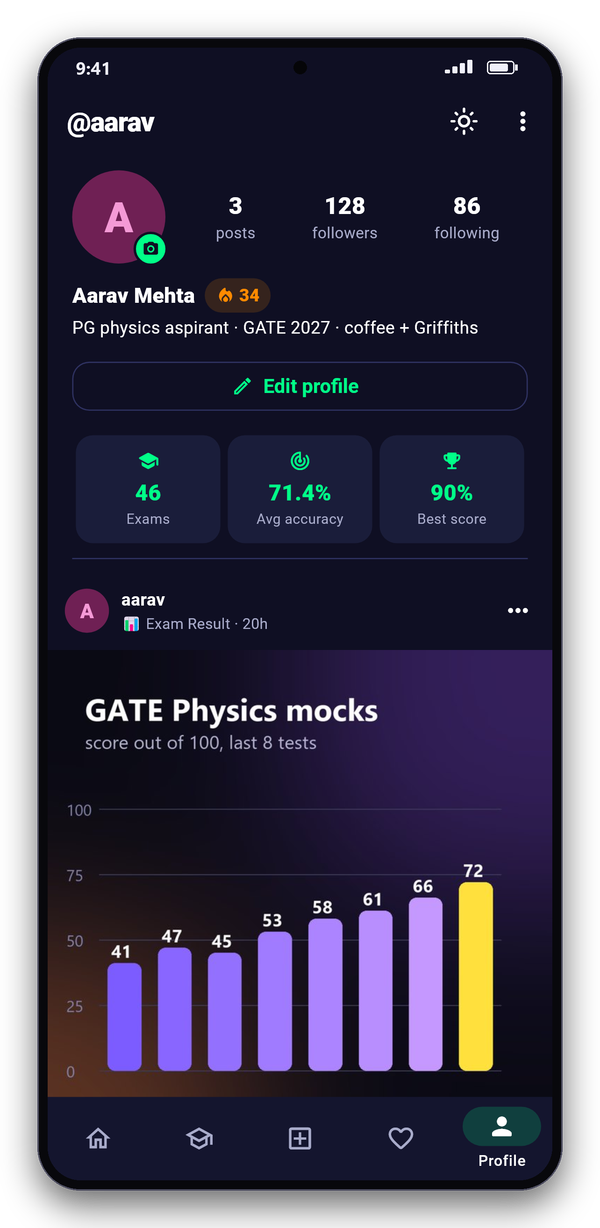 9:41
@aarav
A
3
128
86
posts
followers
following
Aarav Mehta
34
PG physics aspirant · GATE 2027 · coffee + Griffiths
Edit profile
46
71.4%
90%
Exams
Avg accuracy
Best score
A
aarav
Exam Result · 20h
GATE Physics mocks
score out of 100, last 8 tests
100
75
50
25
0
41
47
45
53
58
61
66
72
Profile